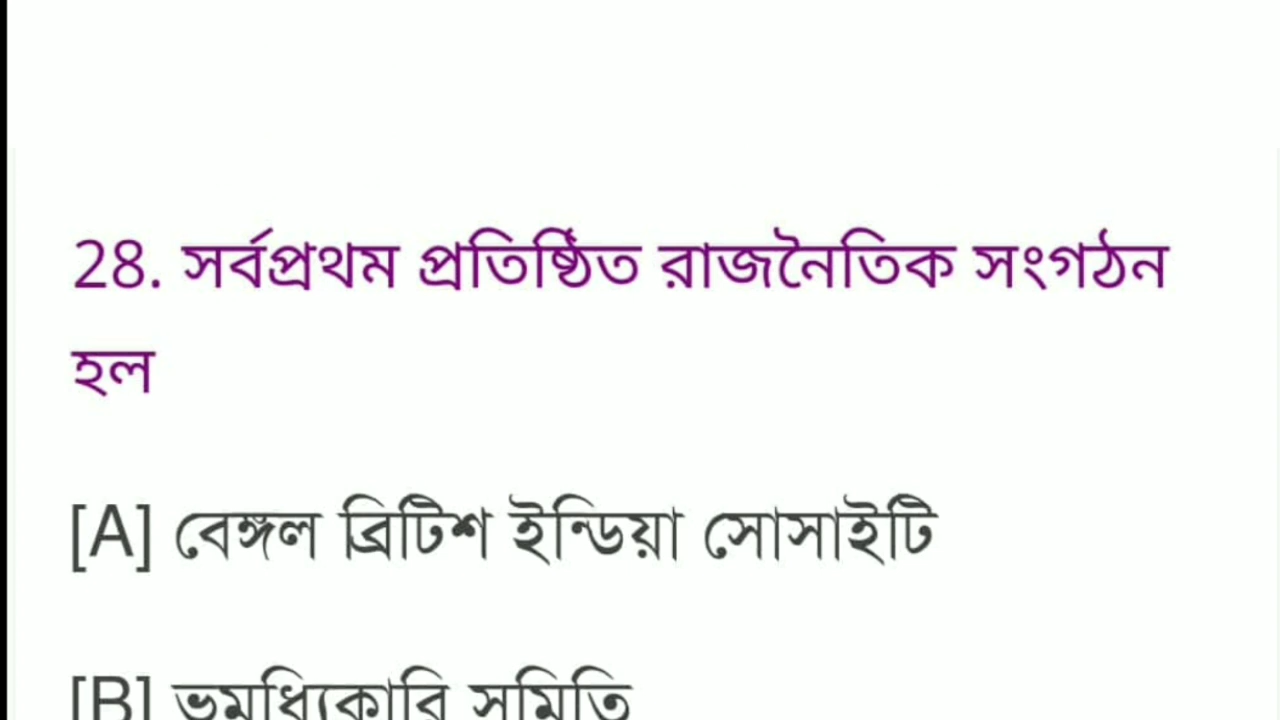 28. সর্বপ্রথম প্রতিষ্ঠিত রাজনৈতিক সংগঠন
হল
[A] বেঙ্গল ব্রিটিশ ইন্ডিয়া সোসাইটি
[B] সমিতি